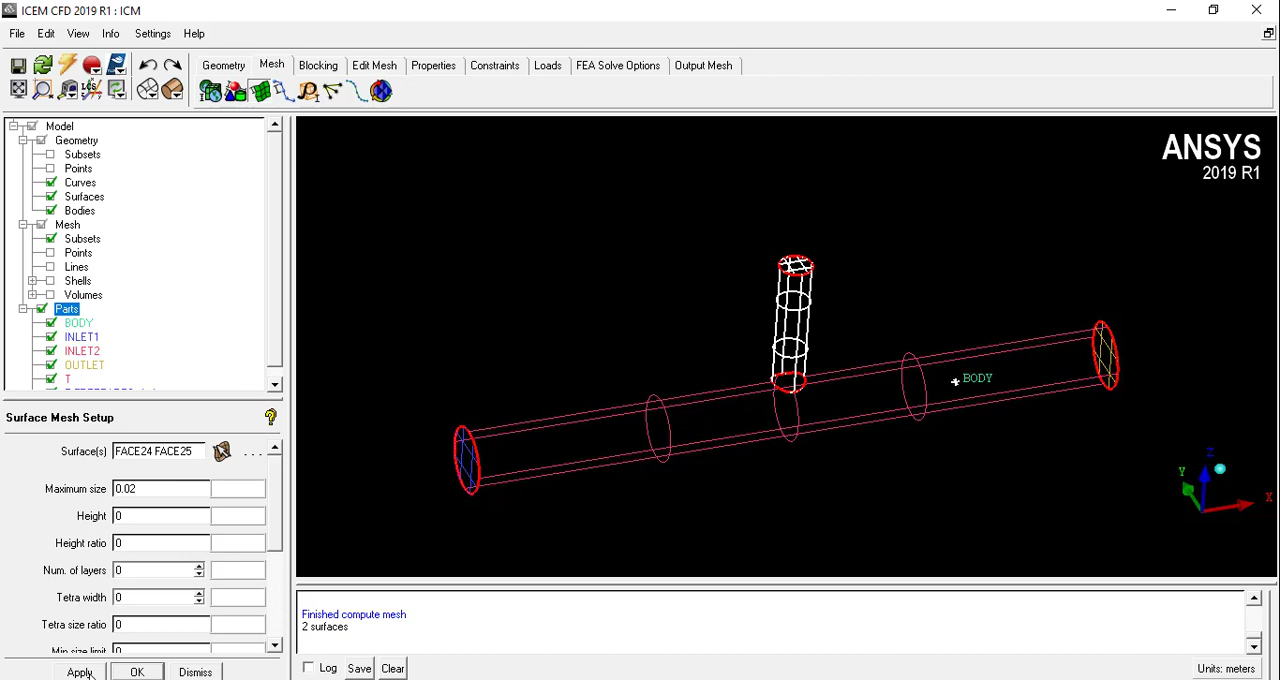 ICEM CFD 2019 R1 : ICM
File Edit View Info Settings Help
Geometry Mesh Blocking Edit Mesh Properties Constraints Loads FEA Solve Options Output Mesh
Model
Geometry
Subsets
Points
Curves
Surfaces
Bodies
Mesh
Subsets
Points
Lines
Shells
Volumes
Parts
BODY
INLET1
INLET2
OUTLET
T
Surface Mesh Setup
Surface(s) FACE24 FACE25 ...
Maximum size 0.02
Height 0
Height ratio 0
Num. of layers 0
Tetra width 0
Tetra size ratio 0
Min size limit 0
Apply OK Dismiss
ANSYS
2019 R1
BODY
Z
Y
X
Finished compute mesh
2 surfaces
Log Save Clear
Units: meters